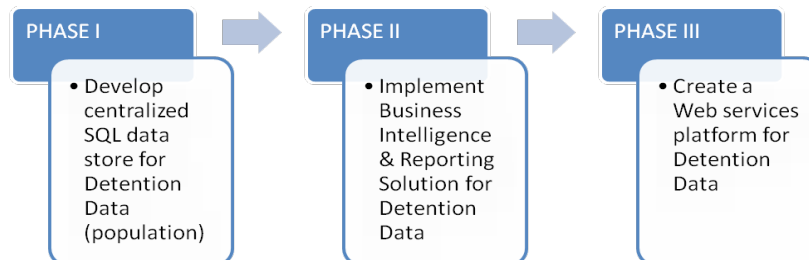 PHASE I
• Develop
centralized
SQL data
store for
Detention
Data
(population)
PHASE II
• Implement
Business
Intelligence
& Reporting
Solution for
Detention
Data
PHASE III
• Create a
Web services
platform for
Detention
Data